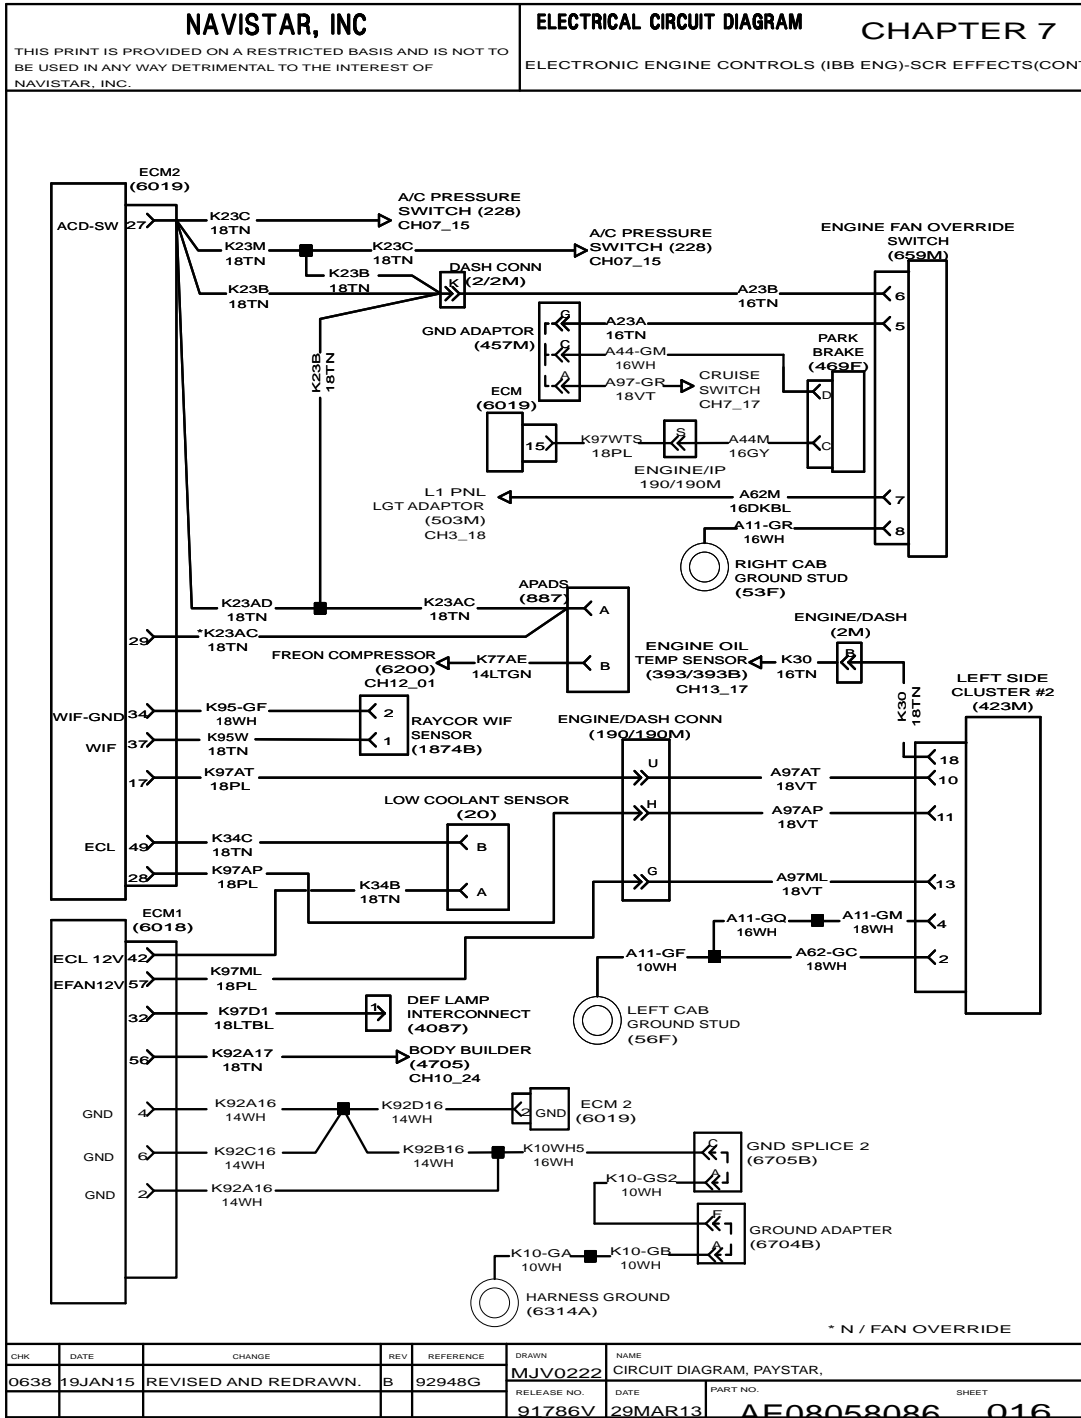 NAVISTAR, INC
THIS PRINT IS PROVIDED ON A RESTRICTED BASIS AND IS NOT TO
BE USED IN ANY WAY DETRIMENTAL TO THE INTEREST OF
NAVISTAR, INC.
ELECTRICAL CIRCUIT DIAGRAM
CHAPTER 7
ELECTRONIC ENGINE CONTROLS (IBB ENG)-SCR EFFECTS(CONT
ECM2
(6019)
ACD-SW
27
K23C
18TN
A/C PRESSURE
SWITCH (228)
CH07_15
K23M
18TN
K23C
18TN
A/C PRESSURE
SWITCH (228)
CH07_15
K23B
18TN
K23B
18TN
DASH CONN
(2/2M)
K
A23B
16TN
ENGINE FAN OVERRIDE
SWITCH
(659M)
6
5
7
8
GND ADAPTOR
(457M)
G
C
A
A23A
16TN
A44-GM
16WH
A97-GR
18VT
CRUISE
SWITCH
CH7_17
PARK
BRAKE
(469F)
D
C
K23B
18TN
ECM
(6019)
15
K97WTS
18PL
S
ENGINE/IP
190/190M
A44M
16GY
L1 PNL
LGT ADAPTOR
(503M)
CH3_18
A62M
16DKBL
A11-GR
16WH
RIGHT CAB
GROUND STUD
(53F)
K23AD
18TN
K23AC
18TN
APADS
(887)
A
B
29
*K23AC
18TN
FREON COMPRESSOR
(6200)
CH12_01
K77AE
14LTGN
ENGINE OIL
TEMP SENSOR
(393/393B)
CH13_17
K30
16TN
ENGINE/DASH
(2M)
B
K30
18TN
LEFT SIDE
CLUSTER #2
(423M)
18
10
11
13
4
2
WIF-GND
34
K95-GF
18WH
2
WIF
37
K95W
18TN
1
RAYCOR WIF
SENSOR
(1874B)
17
K97AT
18PL
ENGINE/DASH CONN
(190/190M)
U
H
G
A97AT
18VT
A97AP
18VT
A97ML
18VT
LOW COOLANT SENSOR
(20)
B
A
ECL
49
K34C
18TN
28
K97AP
18PL
K34B
18TN
A11-GQ
16WH
A11-GM
18WH
A11-GF
10WH
A62-GC
18WH
LEFT CAB
GROUND STUD
(56F)
ECM1
(6018)
ECL 12V
42
EFAN12V
57
K97ML
18PL
32
K97D1
18LTBL
1
DEF LAMP
INTERCONNECT
(4087)
56
K92A17
18TN
BODY BUILDER
(4705)
CH10_24
GND
4
K92A16
14WH
K92D16
14WH
2
GND
ECM 2
(6019)
GND
6
K92C16
14WH
K92B16
14WH
K10WH5
16WH
C
A
GND SPLICE 2
(6705B)
GND
2
K92A16
14WH
K10-GS2
10WH
F
A
GROUND ADAPTER
(6704B)
K10-GA
10WH
K10-GB
10WH
HARNESS GROUND
(6314A)
* N / FAN OVERRIDE
CHK
DATE
CHANGE
REV
REFERENCE
0638
19JAN15
REVISED AND REDRAWN.
B
92948G
DRAWN
MJV0222
NAME
CIRCUIT DIAGRAM, PAYSTAR,
RELEASE NO.
91786V
DATE
29MAR13
PART NO.
AF08058086
SHEET
016